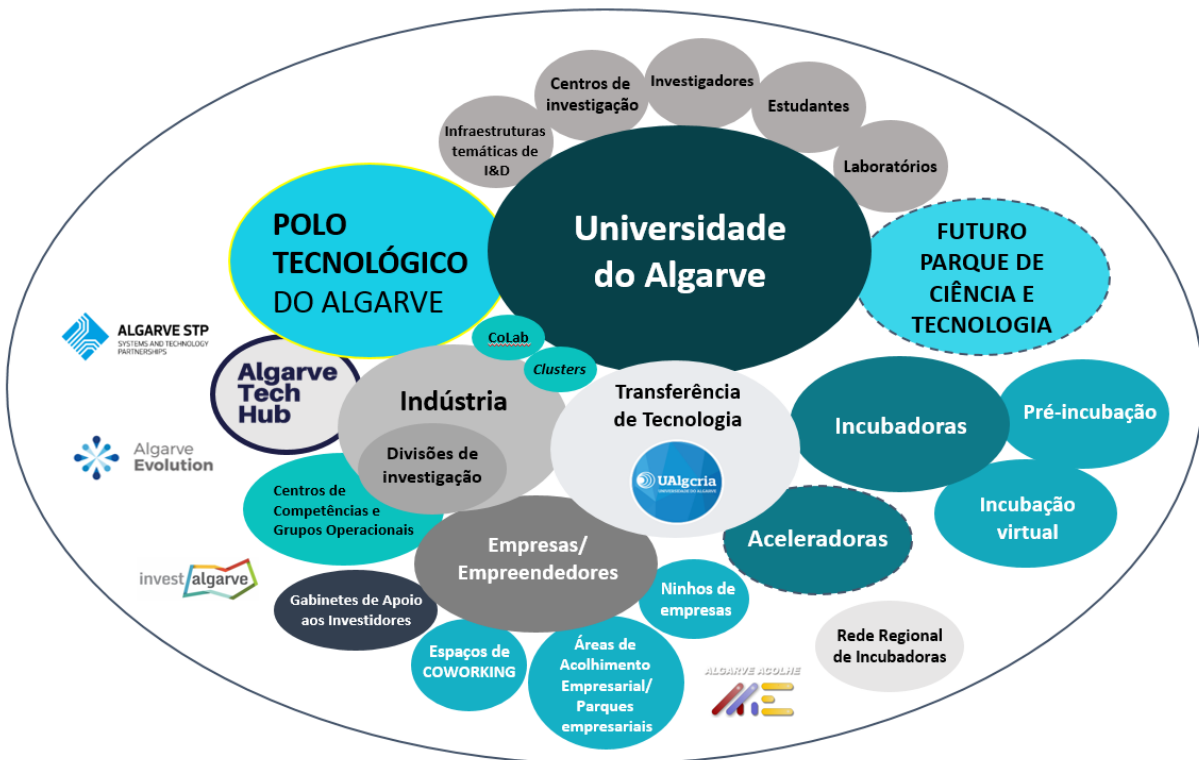 Centros de
investigação
Investigadores
Estudantes
Infraestruturas
temáticas de
I&D
Laboratórios
POLO
TECNOLÓGICO
DO ALGARVE
Universidade
do Algarve
FUTURO
PARQUE DE
CIÊNCIA E
TECNOLOGIA
ALGARVE STP
SYSTEMS AND TECHNOLOGY
PARTNERSHIPS
CoLab
Clusters
Algarve
Tech
Hub
Indústria
Divisões de
investigação
Transferência
de Tecnologia
UAlgcria
UNIVERSIDADE DO ALGARVE
Incubadoras
Pré-incubação
Incubação
virtual
Algarve
Evolution
Centros de
Competências e
Grupos Operacionais
Empresas/
Empreendedores
Aceleradoras
invest algarve
Gabinetes de Apoio
aos Investidores
Ninhos de
empresas
Espaços de
COWORKING
Áreas de
Acolhimento
Empresarial/
Parques
empresariais
Rede Regional
de Incubadoras
ALGARVE ACOLHE